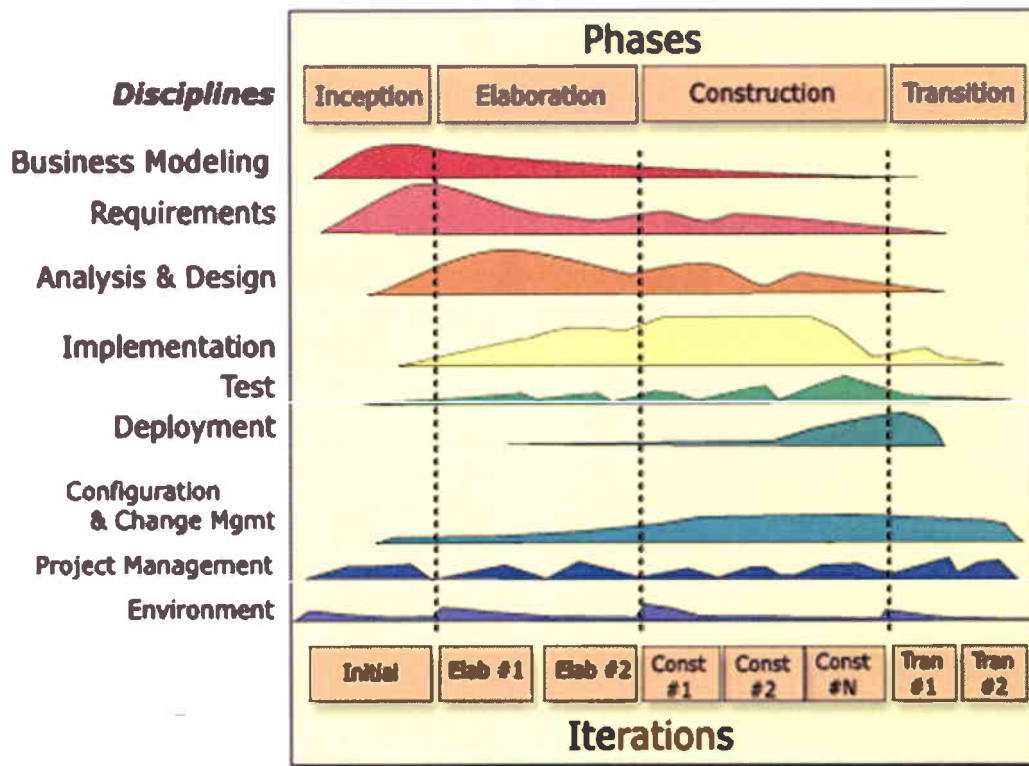 Phases
Disciplines
Inception
Elaboration
Construction
Transition
Business Modeling
Requirements
Analysis & Design
Implementation
Test
Deployment
Configuration
& Change Mgmt
Project Management
Environment
Initial
Elab #1
Elab #2
Const
#1
Const
#2
Const
#N
Tran
#1
Tran
#2
Iterations